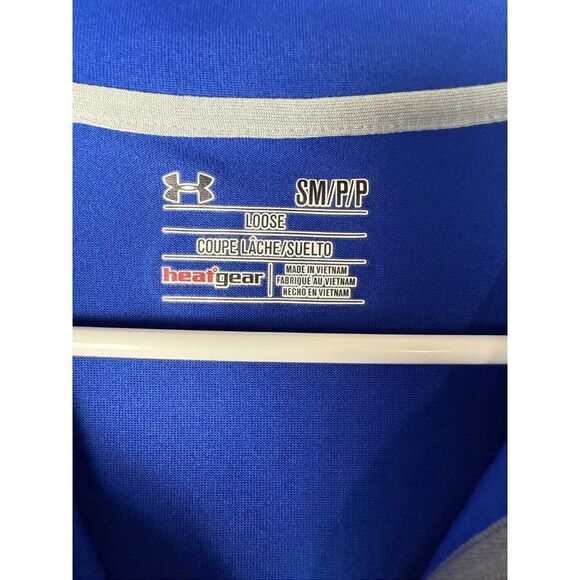 SM/P/P
LOOSE
COUPE LÂCHE/SUELTO
heatgear
MADE IN VIETNAM
FABRIQUÉ AU VIETNAM
HECHO EN VIETNAM